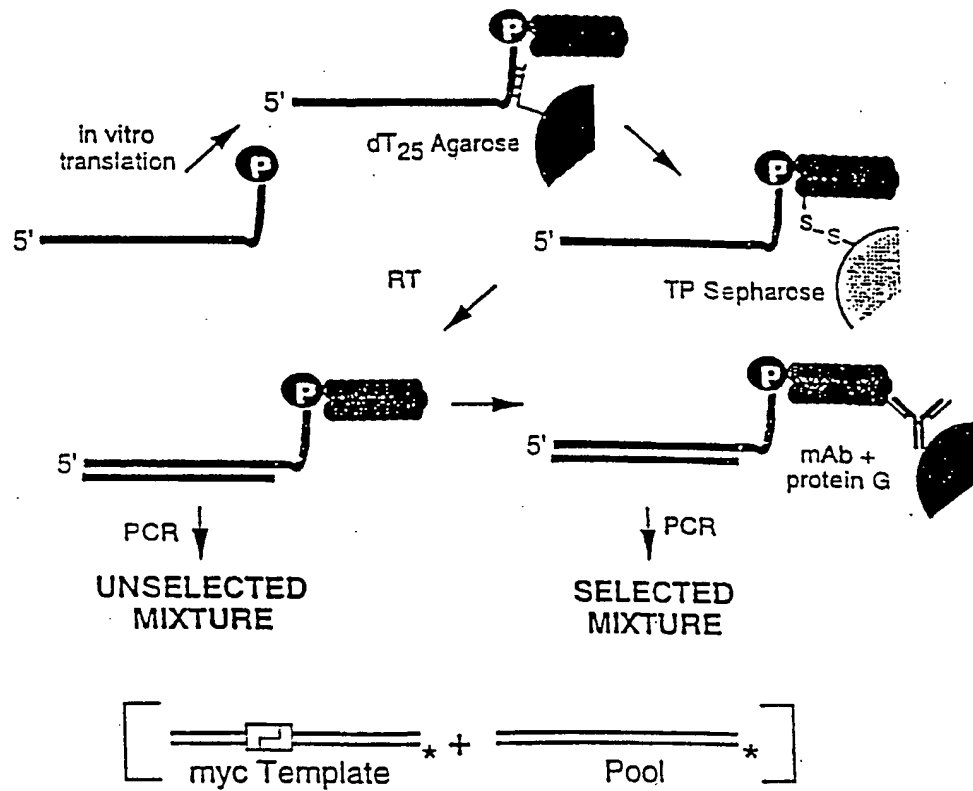 P
5'
in vitro
translation
dT25 Agarose
P
5'
P
5'
S-S
TP Sepharose
RT
P
5'
P
5'
mAb +
protein G
PCR
UNSELECTED
MIXTURE
PCR
SELECTED
MIXTURE
* + *
myc Template
Pool